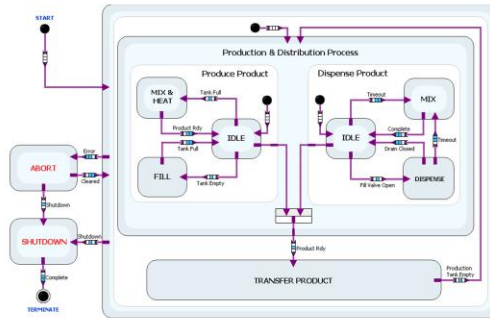 START
Production & Distribution Process
Produce Product
Dispense Product
MIX &
HEAT
Tank Full
Timeout
MIX
Product Rdy
IDLE
IDLE
Complete
Drain Closed
Tank Full
Timeout
Error
ABORT
Cleared
FILL
Tank Empty
Fill Valve Open
DISPENSE
Shutdown
SHUTDOWN
Shutdown
Product Rdy
Complete
TRANSFER PRODUCT
Production
Tank Empty
TERMINATE